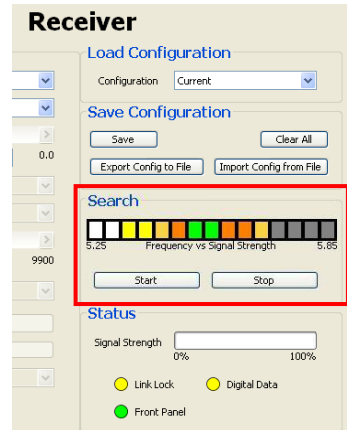 Receiver
Load Configuration
Configuration Current
Save Configuration
Save Clear All
0.0
Export Config to File Import Config from File
Search
5.25 Frequency vs Signal Strength 5.85
9900
Start Stop
Status
Signal Strength
0% 100%
Link Lock Digital Data
Front Panel